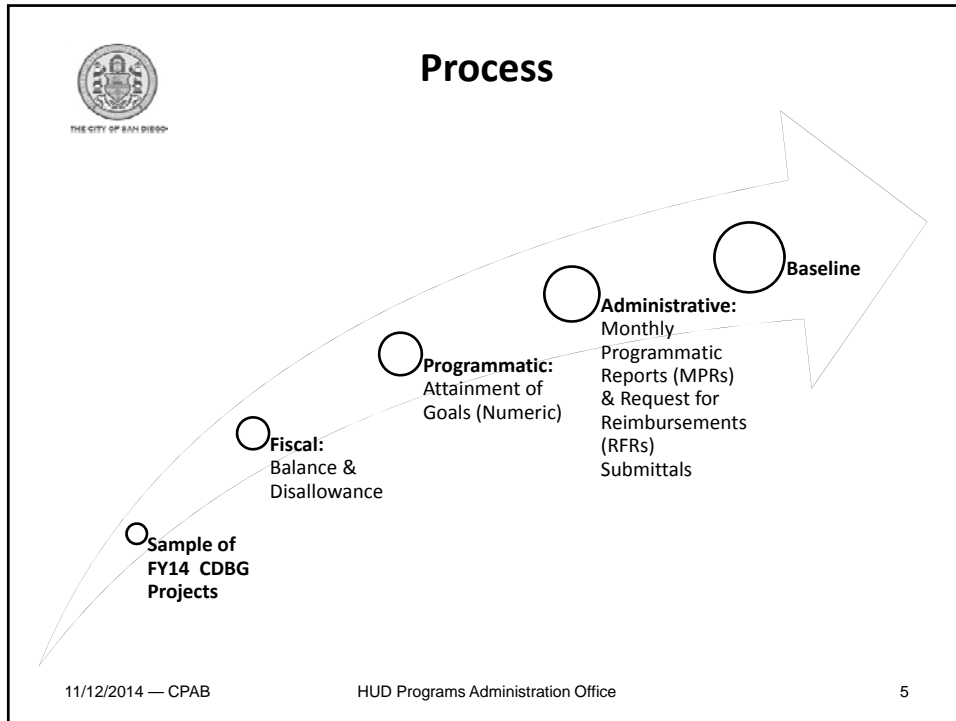 Process
THE CITY OF SAN DIEGO
Baseline
Administrative:
Monthly
Programmatic
Reports (MPRs)
& Request for
Reimbursements
(RFRs)
Submittals
Programmatic:
Attainment of
Goals (Numeric)
Fiscal:
Balance &
Disallowance
Sample of
FY14 CDBG
Projects
11/12/2014 — CPAB
HUD Programs Administration Office
5